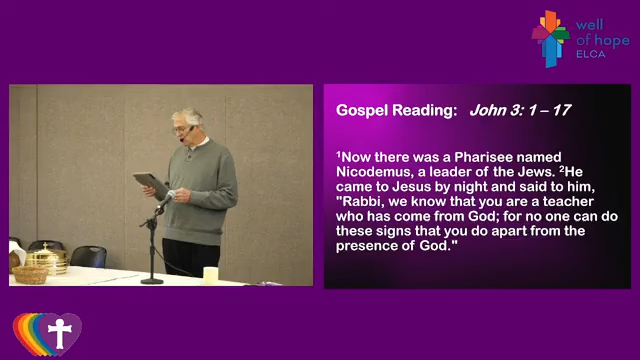 well
of hope
ELCA
Gospel Reading: John 3: 1 – 17
¹Now there was a Pharisee named
Nicodemus, a leader of the Jews. ²He
came to Jesus by night and said to him,
"Rabbi, we know that you are a teacher
who has come from God; for no one can do
these signs that you do apart from the
presence of God."